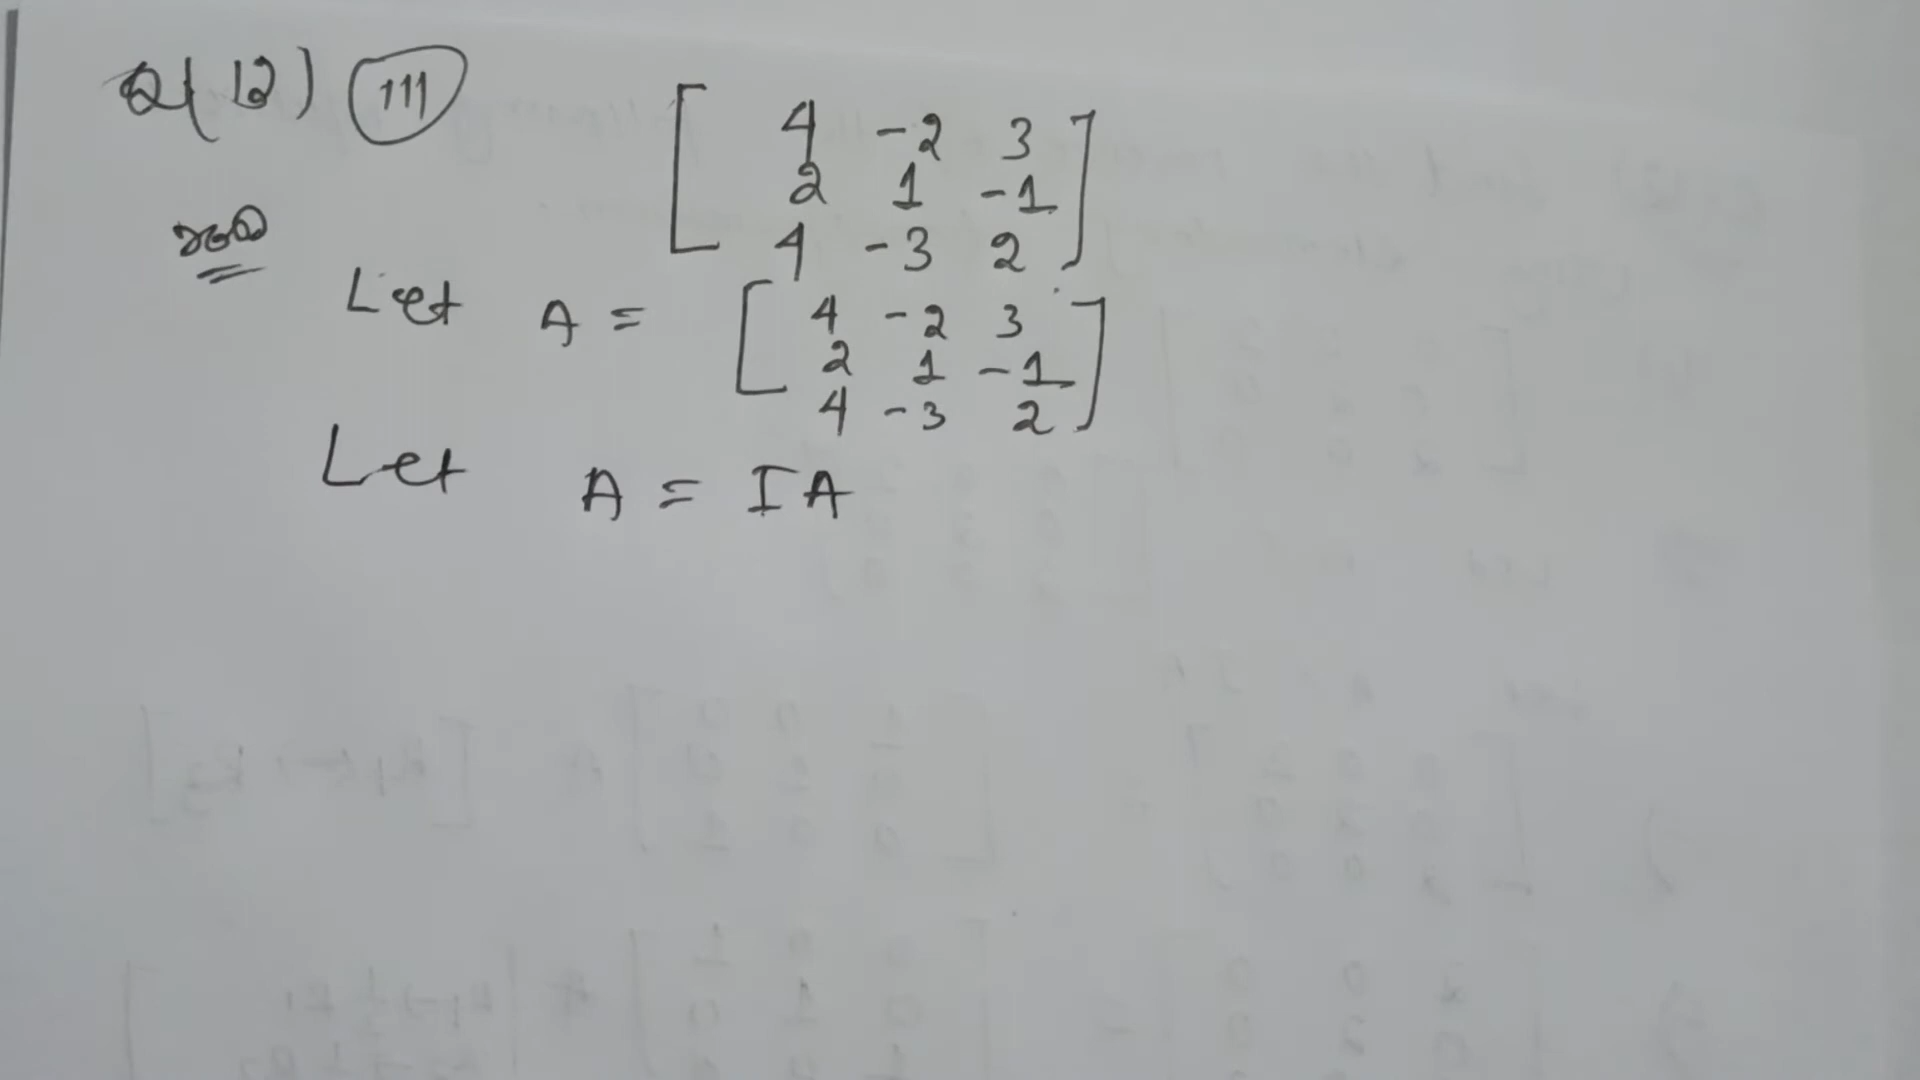 Q(12) (111)
[ 4 -2 3
2 1 -1
4 -3 2 ]
Let A = [ 4 -2 3
2 1 -1
4 -3 2 ]
Let A = IA